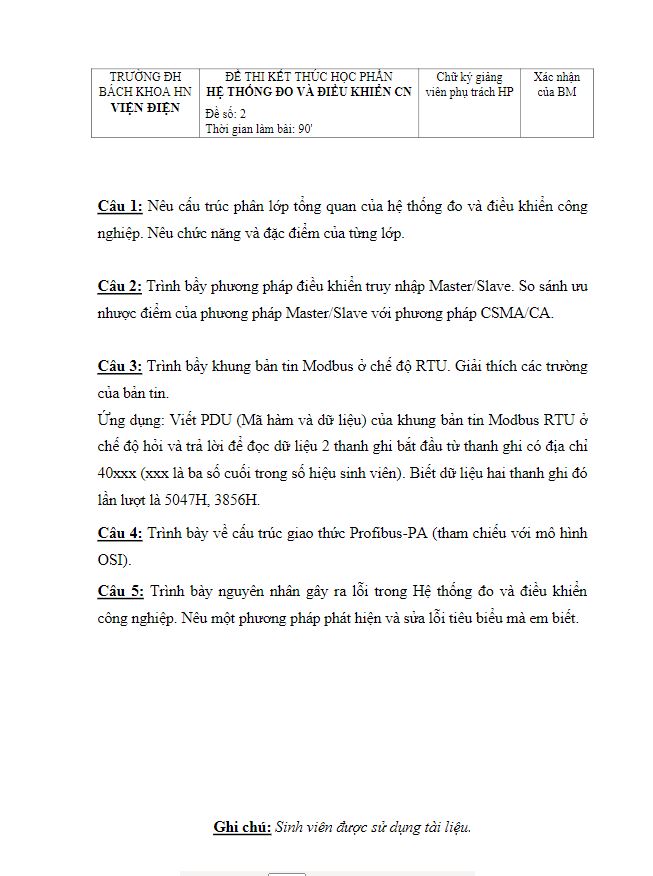 TRƯỜNG ĐH
BÁCH KHOA HN
VIỆN ĐIỆN
ĐỀ THI KẾT THÚC HỌC PHẦN
HỆ THỐNG ĐO VÀ ĐIỀU KHIỂN CN
Đề số: 2
Thời gian làm bài: 90'
Chữ ký giảng
viên phụ trách HP
Xác nhận
của BM
Câu 1: Nêu cấu trúc phân lớp tổng quan của hệ thống đo và điều khiển công
nghiệp. Nêu chức năng và đặc điểm của từng lớp.
Câu 2: Trình bầy phương pháp điều khiển truy nhập Master/Slave. So sánh ưu
nhược điểm của phương pháp Master/Slave với phương pháp CSMA/CA.
Câu 3: Trình bầy khung bản tin Modbus ở chế độ RTU. Giải thích các trường
của bản tin.
Ứng dụng: Viết PDU (Mã hàm và dữ liệu) của khung bản tin Modbus RTU ở
chế độ hỏi và trả lời để đọc dữ liệu 2 thanh ghi bắt đầu từ thanh ghi có địa chỉ
40xxx (xxx là ba số cuối trong số hiệu sinh viên). Biết dữ liệu hai thanh ghi đó
lần lượt là 5047H, 3856H.
Câu 4: Trình bày về cấu trúc giao thức Profibus-PA (tham chiếu với mô hình
OSI).
Câu 5: Trình bày nguyên nhân gây ra lỗi trong Hệ thống đo và điều khiển
công nghiệp. Nêu một phương pháp phát hiện và sửa lỗi tiêu biểu mà em biết.
Ghi chú: Sinh viên được sử dụng tài liệu.